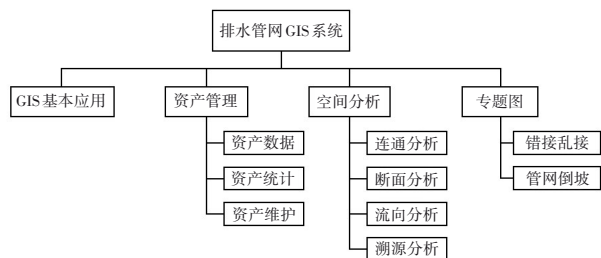 排水管网GIS系统
GIS基本应用
资产管理
空间分析
专题图
资产数据
资产统计
资产维护
连通分析
断面分析
流向分析
溯源分析
错接乱接
管网倒坡